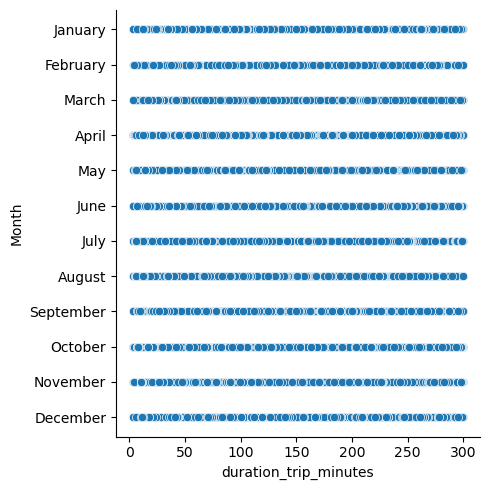 January
February
March
April
May
June
July
August
September
October
November
December
Month
0 50 100 150 200 250 300
duration_trip_minutes